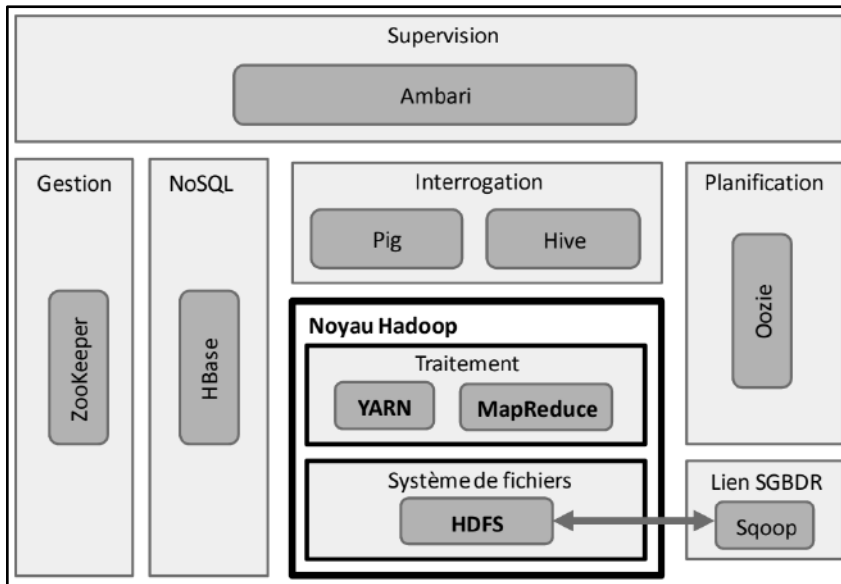 Supervision
Ambari
Gestion
ZooKeeper
NoSQL
HBase
Interrogation
Pig
Hive
Noyau Hadoop
Traitement
YARN
MapReduce
Système de fichiers
HDFS
Planification
Oozie
Lien SGBDR
Sqoop